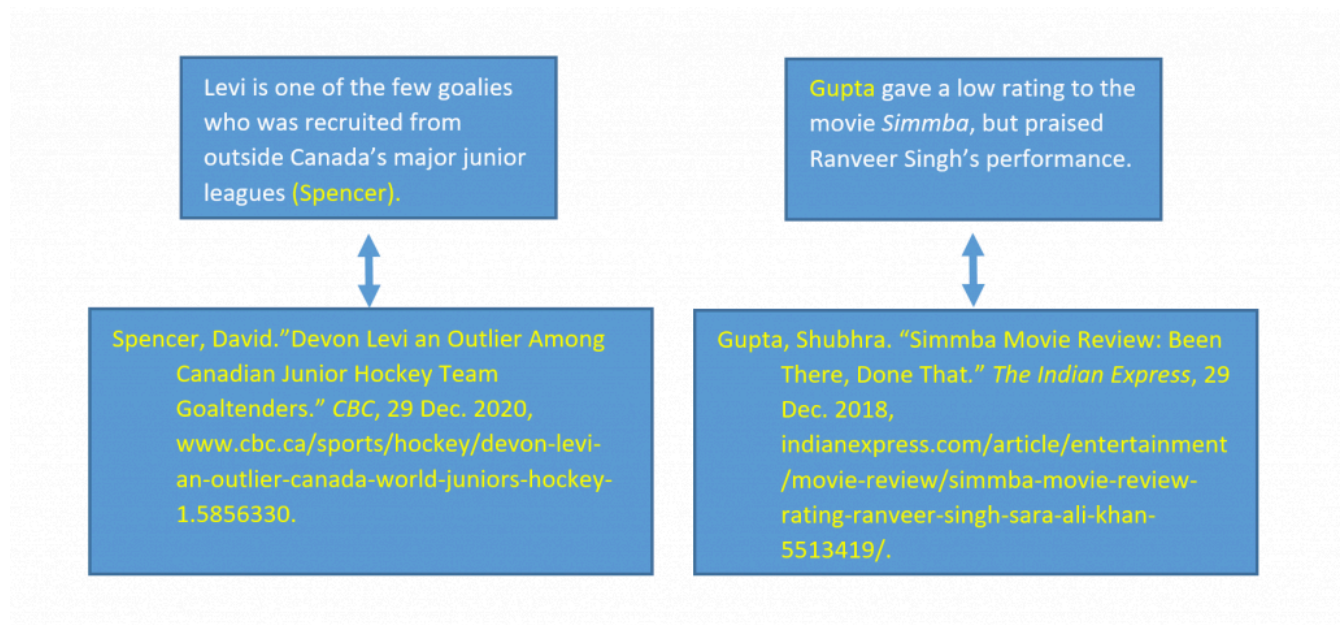 Levi is one of the few goalies
who was recruited from
outside Canada’s major junior
leagues (Spencer).
Gupta gave a low rating to the
movie Simmba, but praised
Ranveer Singh’s performance.
Spencer, David.”Devon Levi an Outlier Among
Canadian Junior Hockey Team
Goaltenders.” CBC, 29 Dec. 2020,
www.cbc.ca/sports/hockey/devon-levi-
an-outlier-canada-world-juniors-hockey-
1.5856330.
Gupta, Shubhra. “Simmba Movie Review: Been
There, Done That.” The Indian Express, 29
Dec. 2018,
indianexpress.com/article/entertainment
/movie-review/simmba-movie-review-
rating-ranveer-singh-sara-ali-khan-
5513419/.